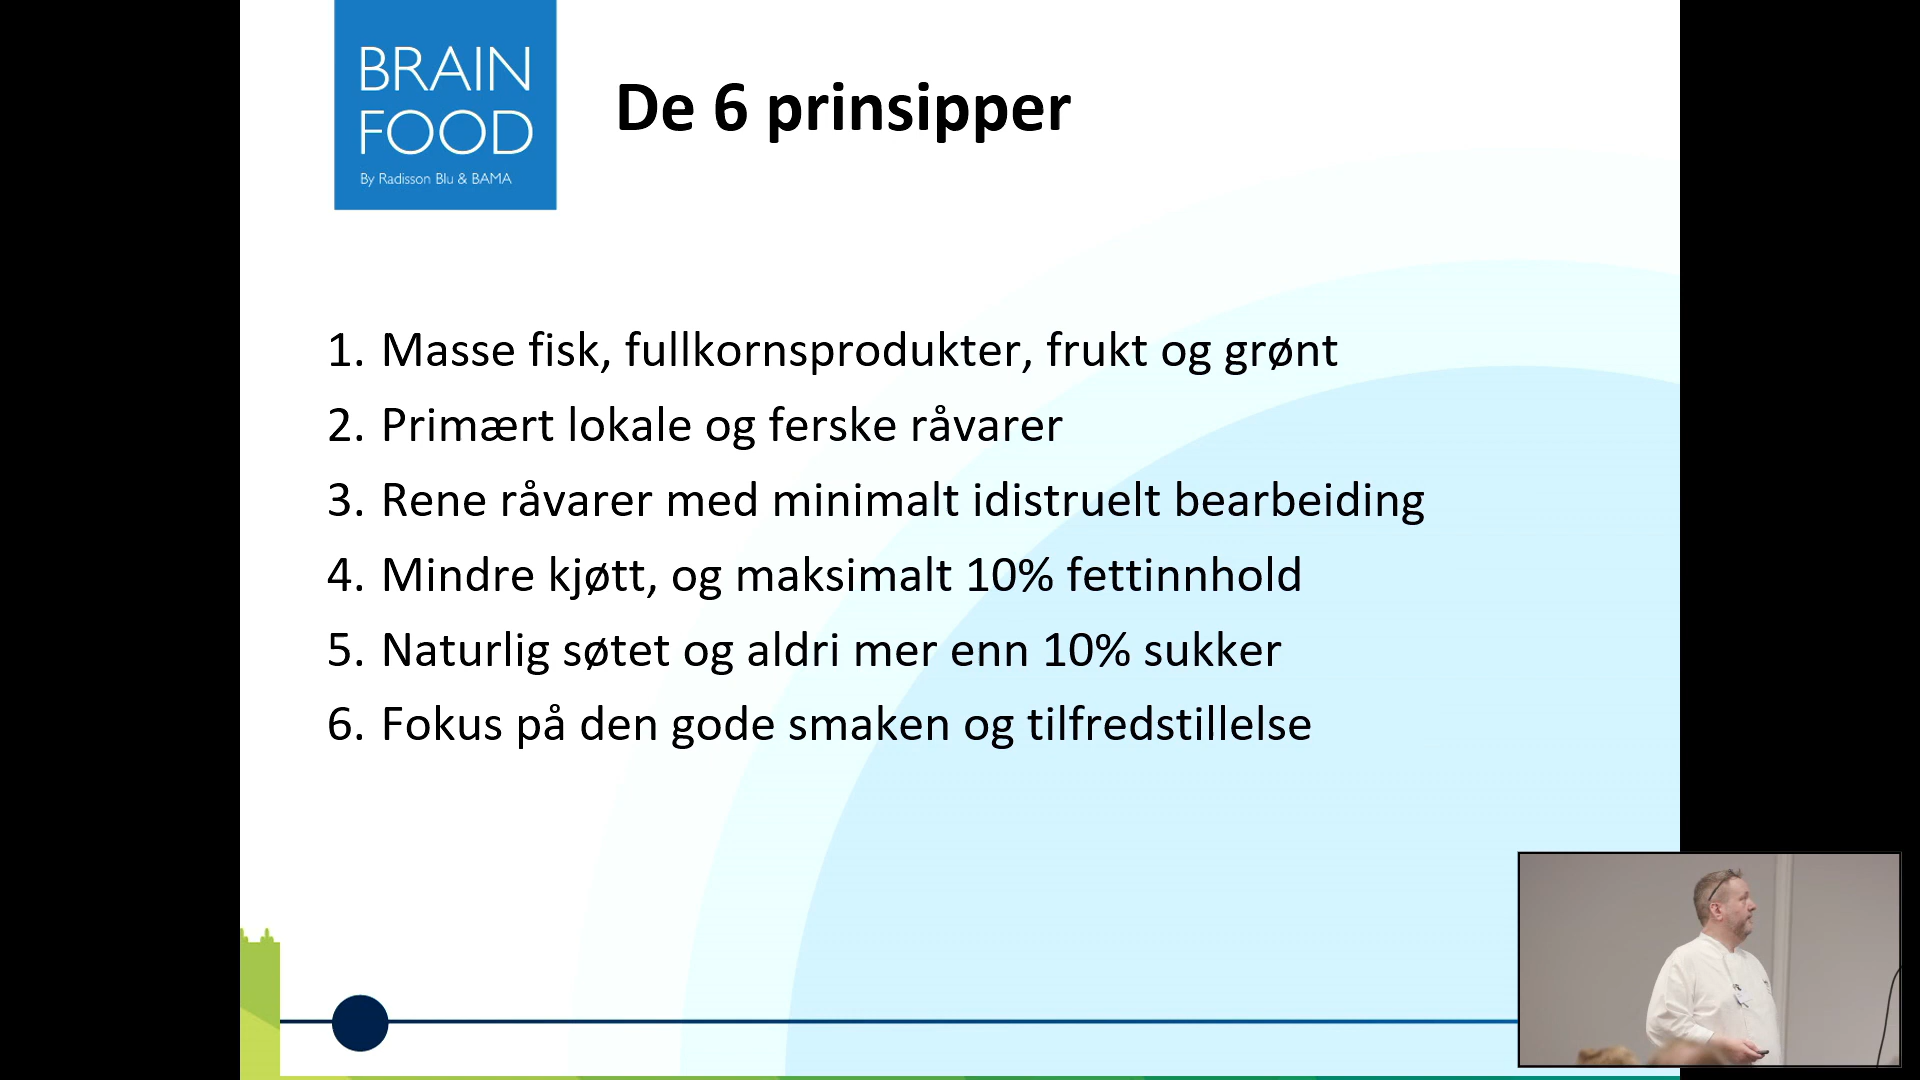 BRAIN
FOOD
By Radisson Blu & BAMA
De 6 prinsipper
1. Masse fisk, fullkornsprodukter, frukt og grønt
2. Primært lokale og ferske råvarer
3. Rene råvarer med minimalt idistruelt bearbeiding
4. Mindre kjøtt, og maksimalt 10% fettinnhold
5. Naturlig søtet og aldri mer enn 10% sukker
6. Fokus på den gode smaken og tilfredstillelse